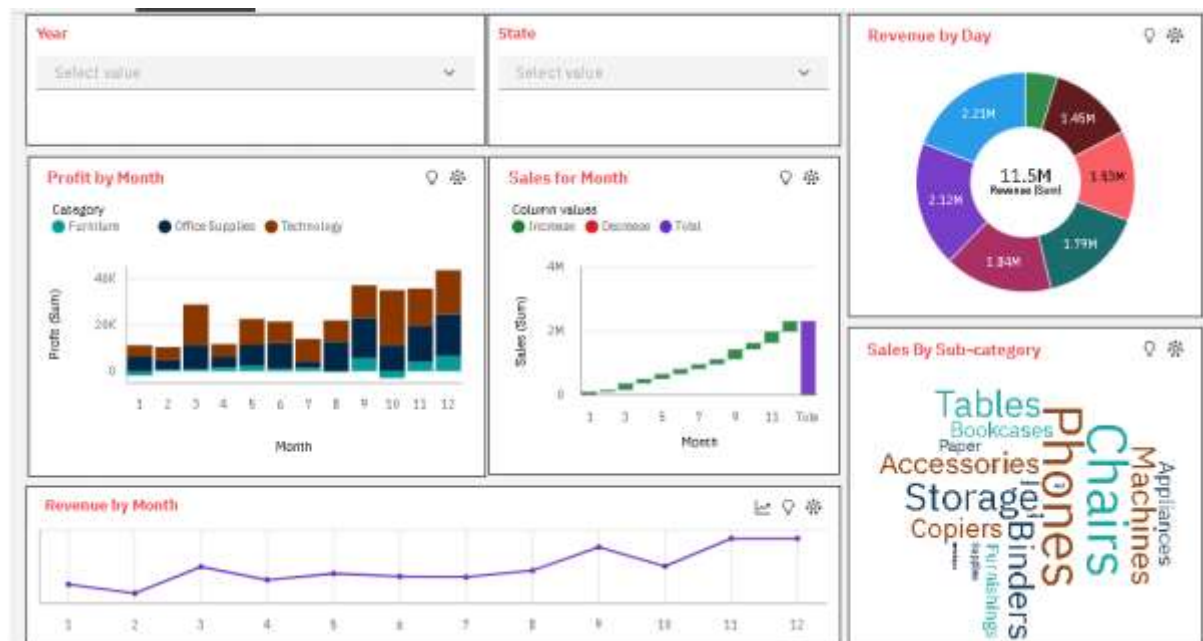 Year
Select value
State
Select value
Revenue by Day
2.21M
1.45M
2.12M
11.5M
Revenue (Sum)
1.84M
1.79M
Profit by Month
Category
Furniture
Office Supplies
Technology
Profit (Sum)
40K
20K
0
1 2 3 4 5 6 7 8 9 10 11 12
Month
Sales for Month
Column values
Increase
Decrease
Total
Sales (Sum)
4M
2M
0
1 3 5 7 9 11
Month
Sales By Sub-category
Tables
Bookcases
Paper
Accessories
Storage
Copiers
Phones
Chairs
Machines
Appliances
Binders
Furnishings
Supplies
Revenue by Month
1 2 3 4 5 6 7 8 9 10 11 12